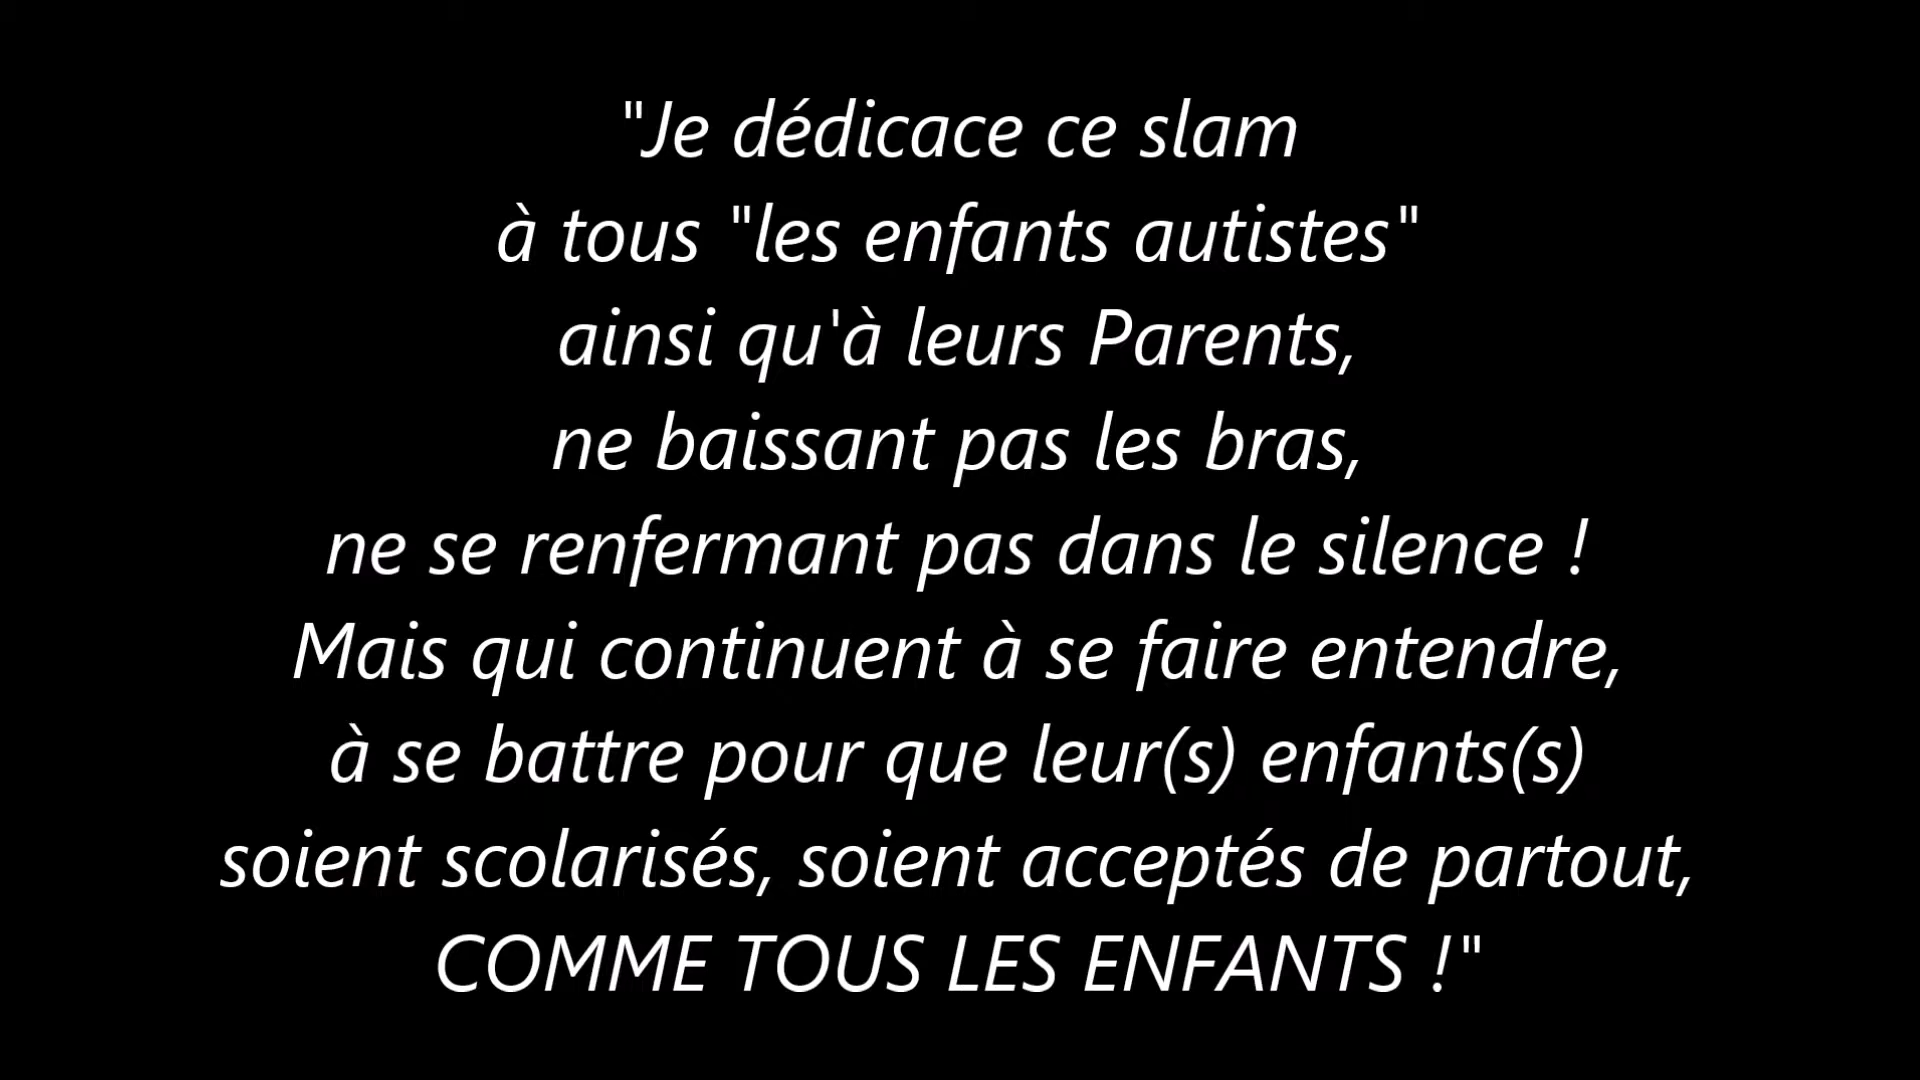 "Je dédicace ce slam
à tous "les enfants autistes"
ainsi qu'à leurs Parents,
ne baissant pas les bras,
ne se renfermant pas dans le silence !
Mais qui continuent à se faire entendre,
à se battre pour que leur(s) enfants(s)
soient scolarisés, soient acceptés de partout,
COMME TOUS LES ENFANTS !"